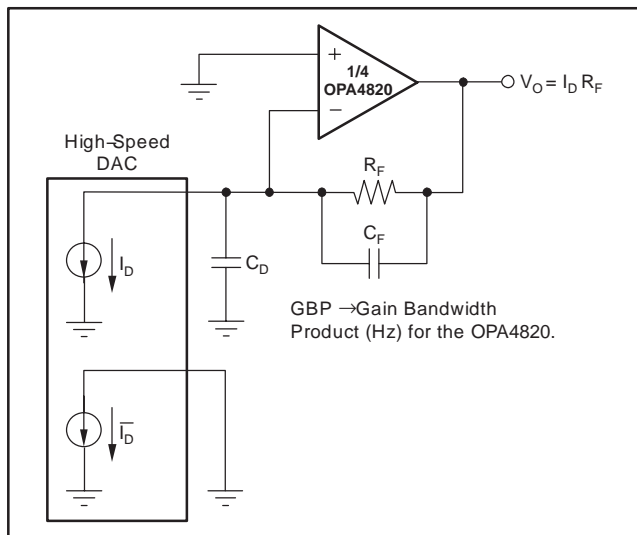 +
1/4
OPA4820
−
V_O = I_D R_F
High–Speed
DAC
R_F
C_F
I_D
C_D
GBP →Gain Bandwidth
Product (Hz) for the OPA4820.
I̅_D